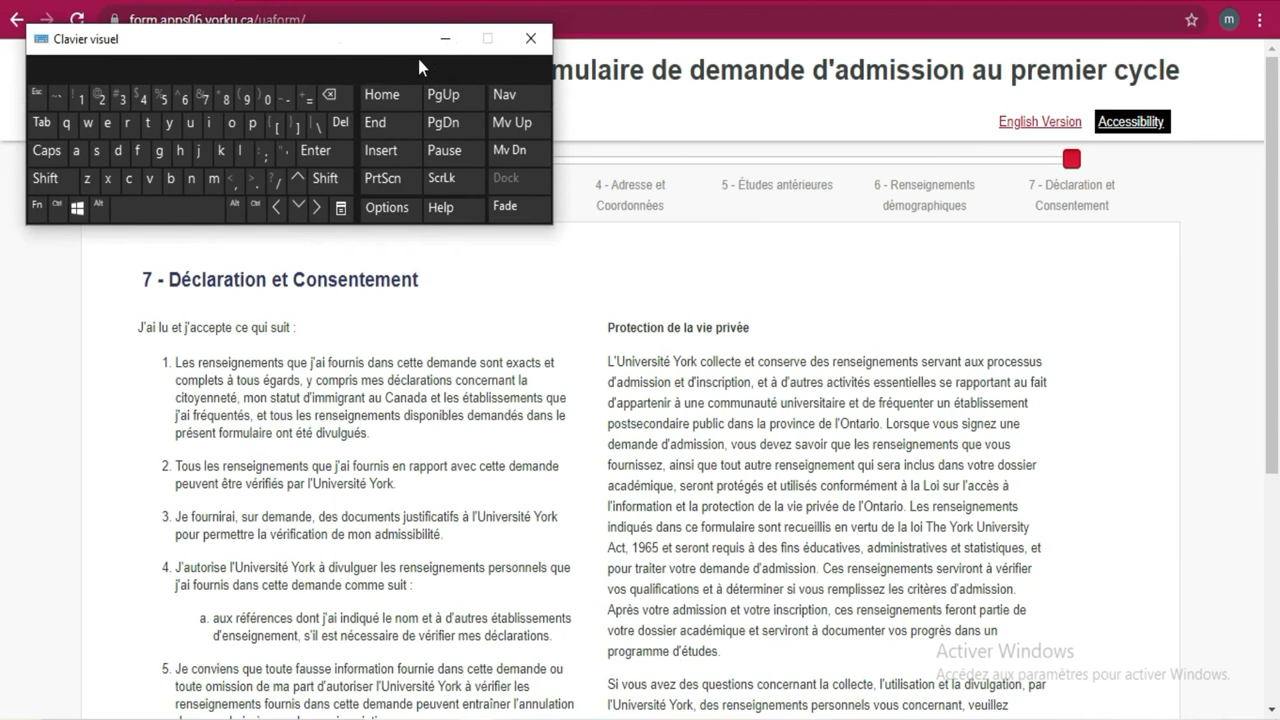 form.apps06.yorku.ca/uaform/
m
Clavier visuel
mulaire de demande d'admission au premier cycle
English Version
Accessibility
Esc ~ ` ! 1 @ 2 # 3 $ 4 % 5 ^ 6 & 7 * 8 ( 9 ) 0 _ - + = Home PgUp Nav
Tab q w e r t y u i o p { [ } ] | \ Del End PgDn Mv Up
Caps a s d f g h j k l : ; " ' Enter Insert Pause Mv Dn
Shift z x c v b n m < , > . ? / Shift PrtScn ScrLk Dock
Fn Ctrl Alt Alt Ctrl Options Help Fade
4 - Adresse et
Coordonnées
5 - Études antérieures
6 - Renseignements
démographiques
7 - Déclaration et
Consentement
7 - Déclaration et Consentement
J'ai lu et j'accepte ce qui suit :
1. Les renseignements que j'ai fournis dans cette demande sont exacts et
complets à tous égards, y compris mes déclarations concernant la
citoyenneté, mon statut d'immigrant au Canada et les établissements que
j'ai fréquentés, et tous les renseignements disponibles demandés dans le
présent formulaire ont été divulgués.
2. Tous les renseignements que j'ai fournis en rapport avec cette demande
peuvent être vérifiés par l'Université York.
3. Je fournirai, sur demande, des documents justificatifs à l'Université York
pour permettre la vérification de mon admissibilité.
4. J'autorise l'Université York à divulguer les renseignements personnels que
j'ai fournis dans cette demande comme suit :
a. aux références dont j'ai indiqué le nom et à d'autres établissements
d'enseignement, s'il est nécessaire de vérifier mes déclarations.
5. Je conviens que toute fausse information fournie dans cette demande ou
toute omission de ma part d'autoriser l'Université York à vérifier les
renseignements fournis dans cette demande peuvent entraîner l'annulation
Protection de la vie privée
L'Université York collecte et conserve des renseignements servant aux processus
d'admission et d'inscription, et à d'autres activités essentielles se rapportant au fait
d'appartenir à une communauté universitaire et de fréquenter un établissement
postsecondaire public dans la province de l'Ontario. Lorsque vous signez une
demande d'admission, vous devez savoir que les renseignements que vous
fournissez, ainsi que tout autre renseignement qui sera inclus dans votre dossier
académique, seront protégés et utilisés conformément à la Loi sur l'accès à
l'information et la protection de la vie privée de l'Ontario. Les renseignements
indiqués dans ce formulaire sont recueillis en vertu de la loi The York University
Act, 1965 et seront requis à des fins éducatives, administratives et statistiques, et
pour traiter votre demande d'admission. Ces renseignements serviront à vérifier
vos qualifications et à déterminer si vous remplissez les critères d'admission.
Après votre admission et votre inscription, ces renseignements feront partie de
votre dossier académique et serviront à documenter vos progrès dans un
programme d'études.
Si vous avez des questions concernant la collecte, l'utilisation et la divulgation, par
l'Université York, des renseignements personnels vous concernant, veuillez
Activer Windows
Accédez aux paramètres pour activer Windows.